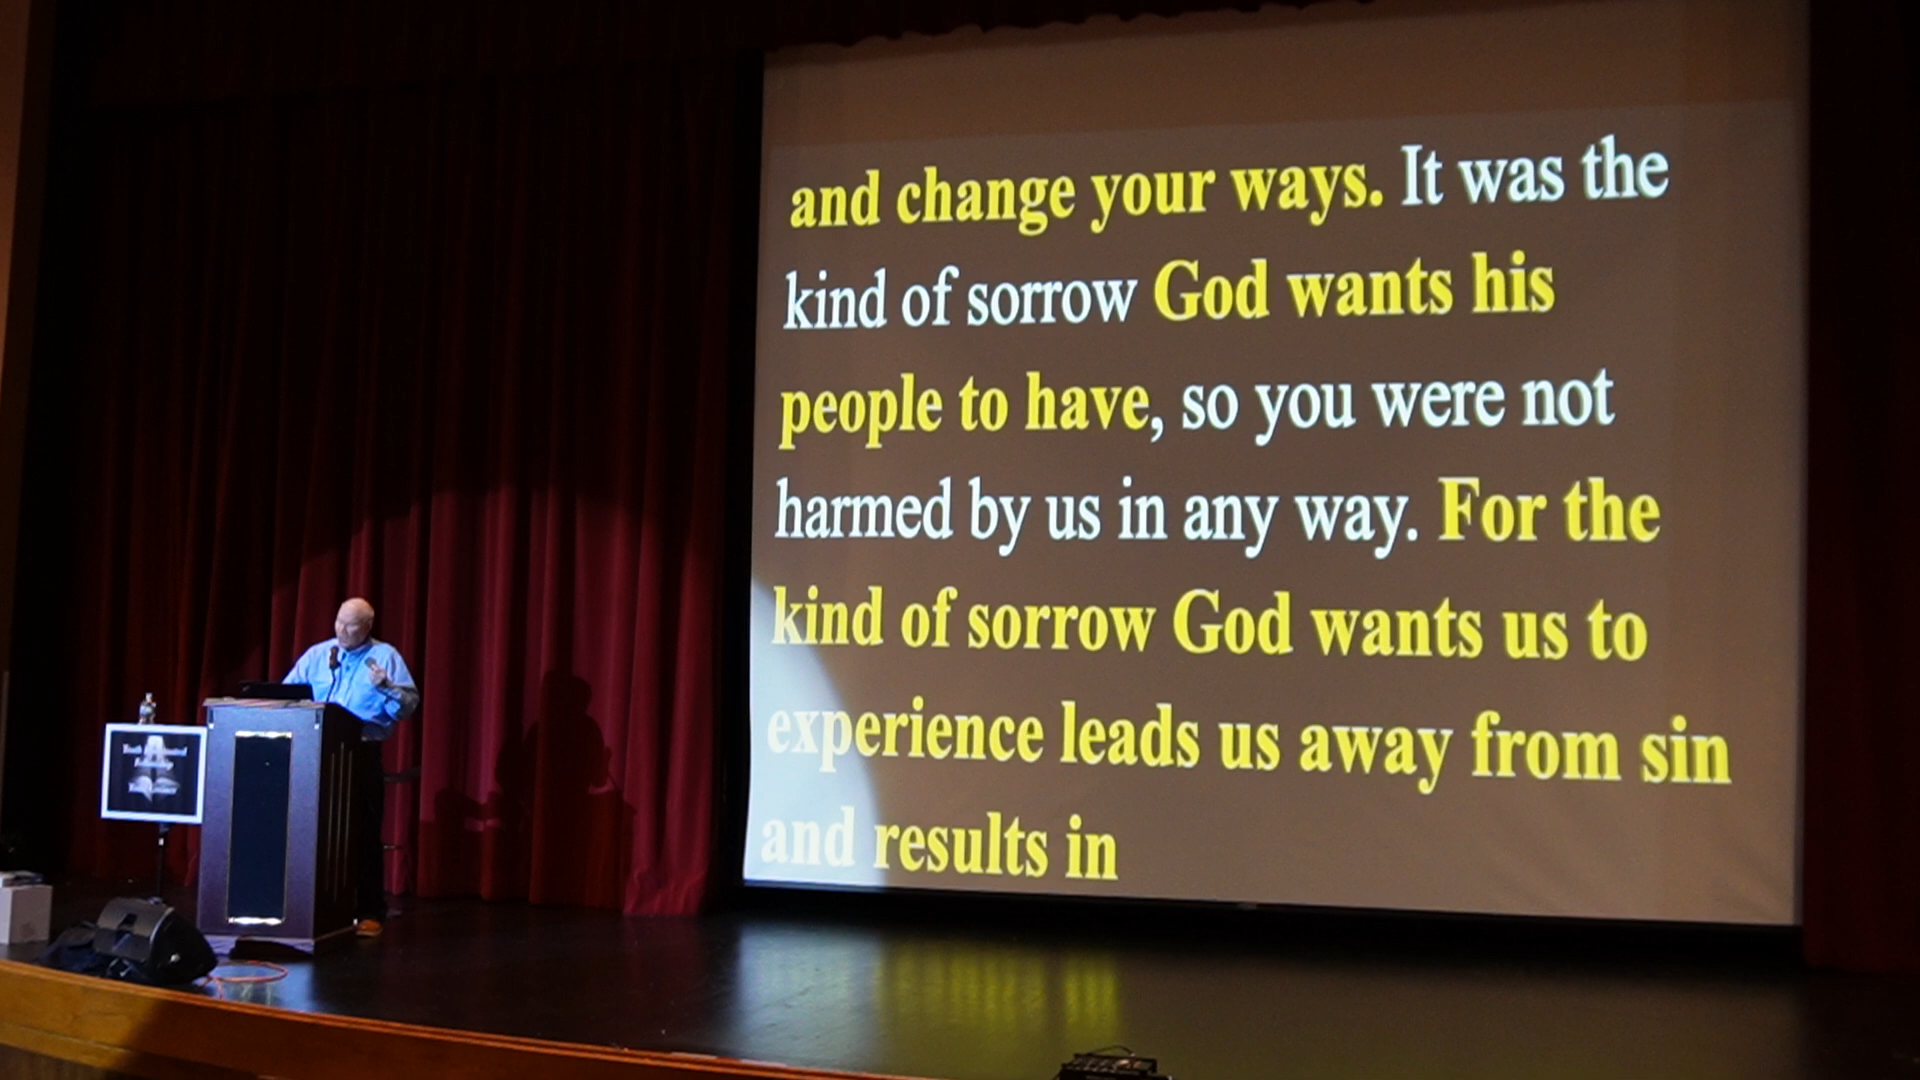 and change your ways. It was the
kind of sorrow God wants his
people to have, so you were not
harmed by us in any way. For the
kind of sorrow God wants us to
experience leads us away from sin
and results in